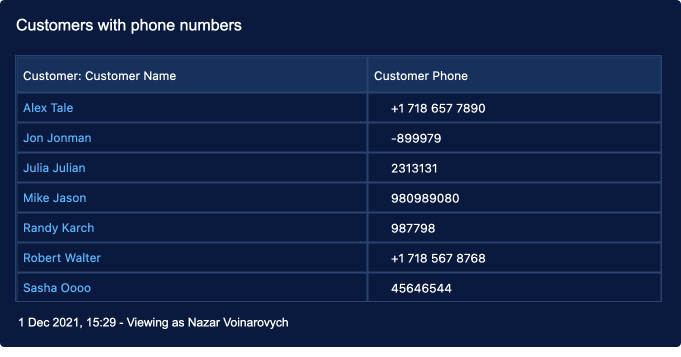 Customers with phone numbers
Customer: Customer Name Customer Phone
Alex Tale +1 718 657 7890
Jon Jonman -899979
Julia Julian 2313131
Mike Jason 980989080
Randy Karch 987798
Robert Walter +1 718 567 8768
Sasha Oooo 45646544
1 Dec 2021, 15:29 - Viewing as Nazar Voinarovych